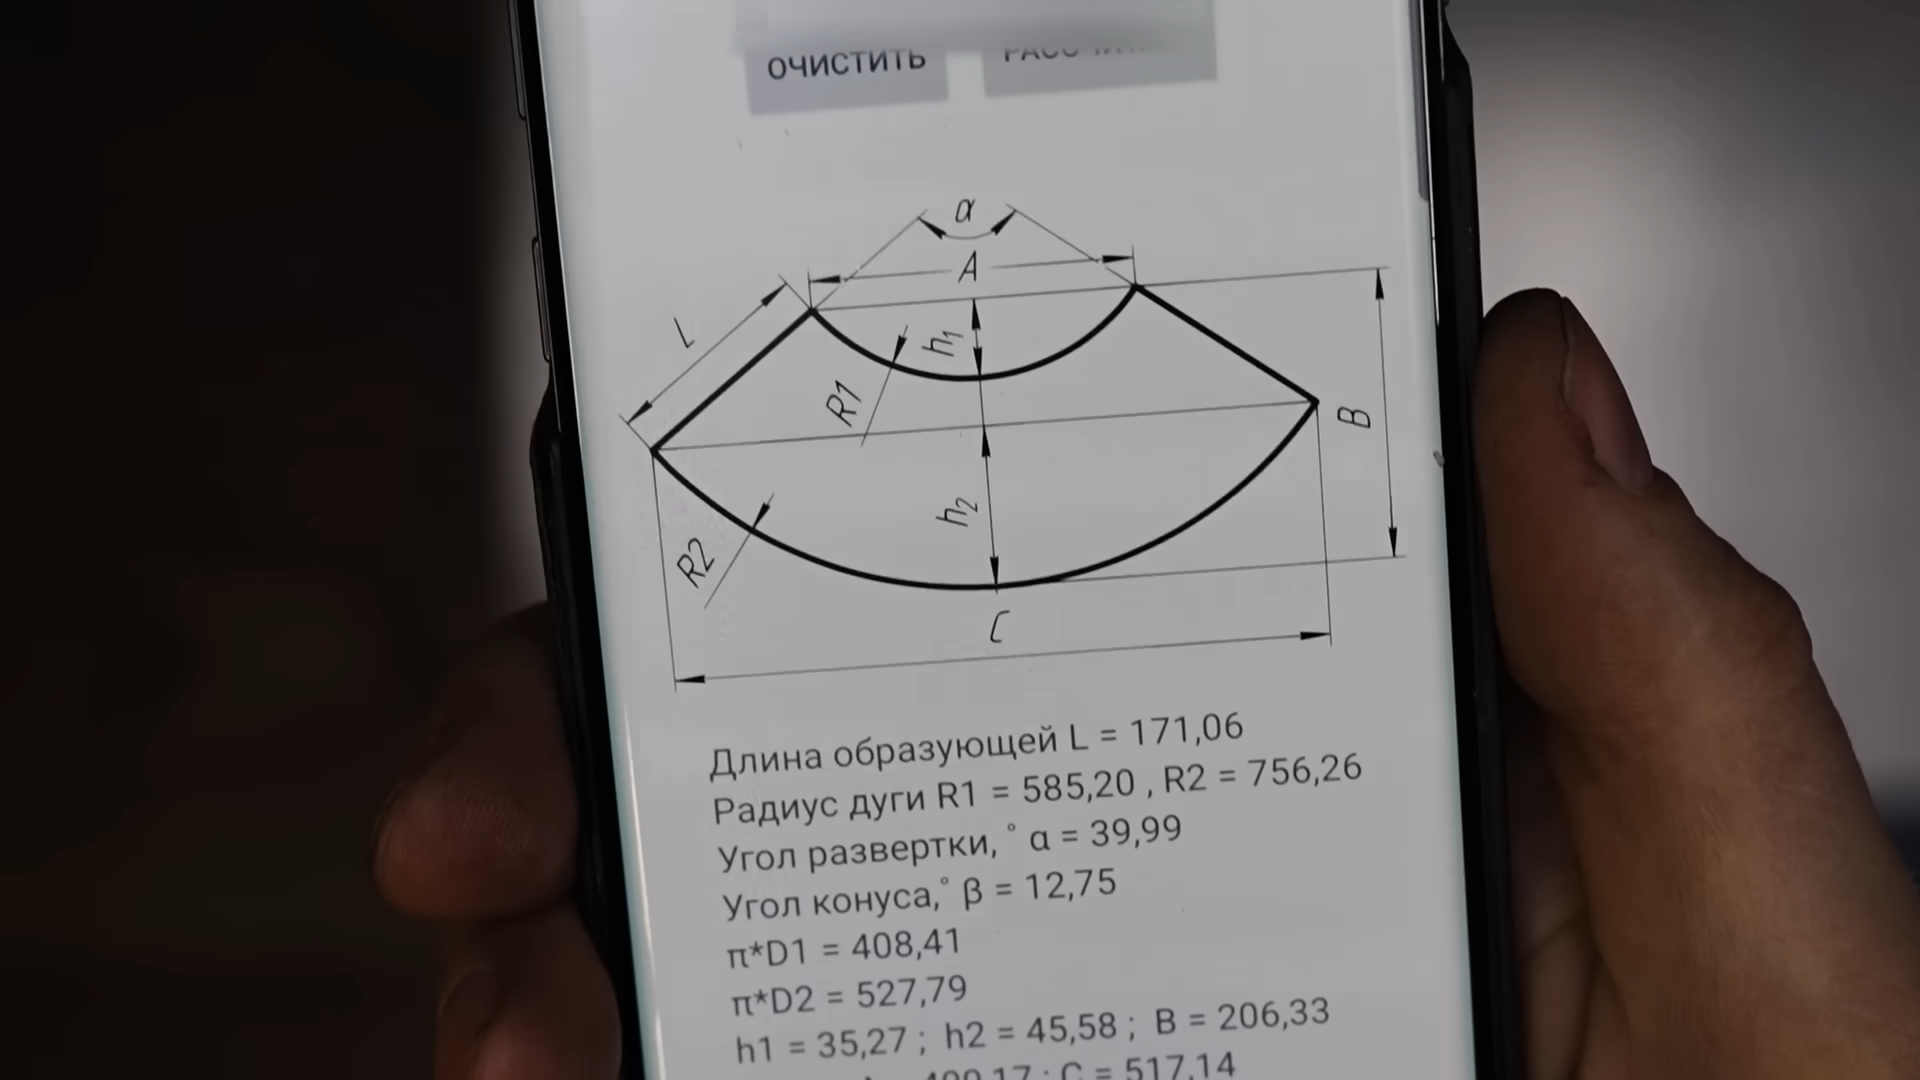 ОЧИСТИТЬ
α
A
L
h1
R1
B
h2
R2
C
Длина образующей L = 171,06
Радиус дуги R1 = 585,20 , R2 = 756,26
Угол развертки,° α = 39,99
Угол конуса,° β = 12,75
π*D1 = 408,41
π*D2 = 527,79
h1 = 35,27 ; h2 = 45,58 ; B = 206,33
C = 517,14